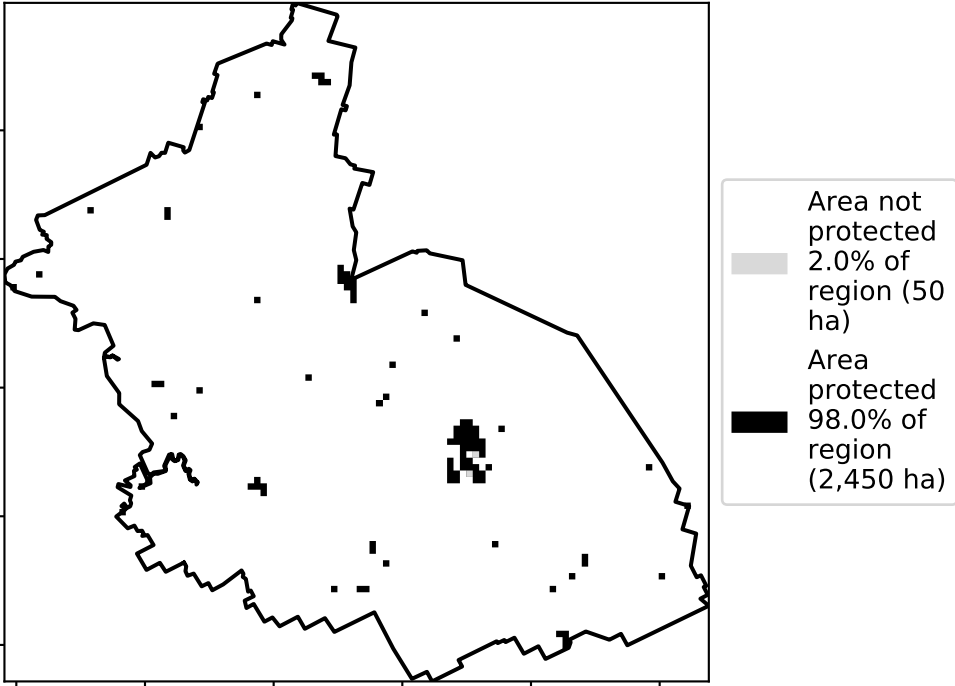 Area not
protected
2.0% of
region (50
ha)
Area
protected
98.0% of
region
(2,450 ha)